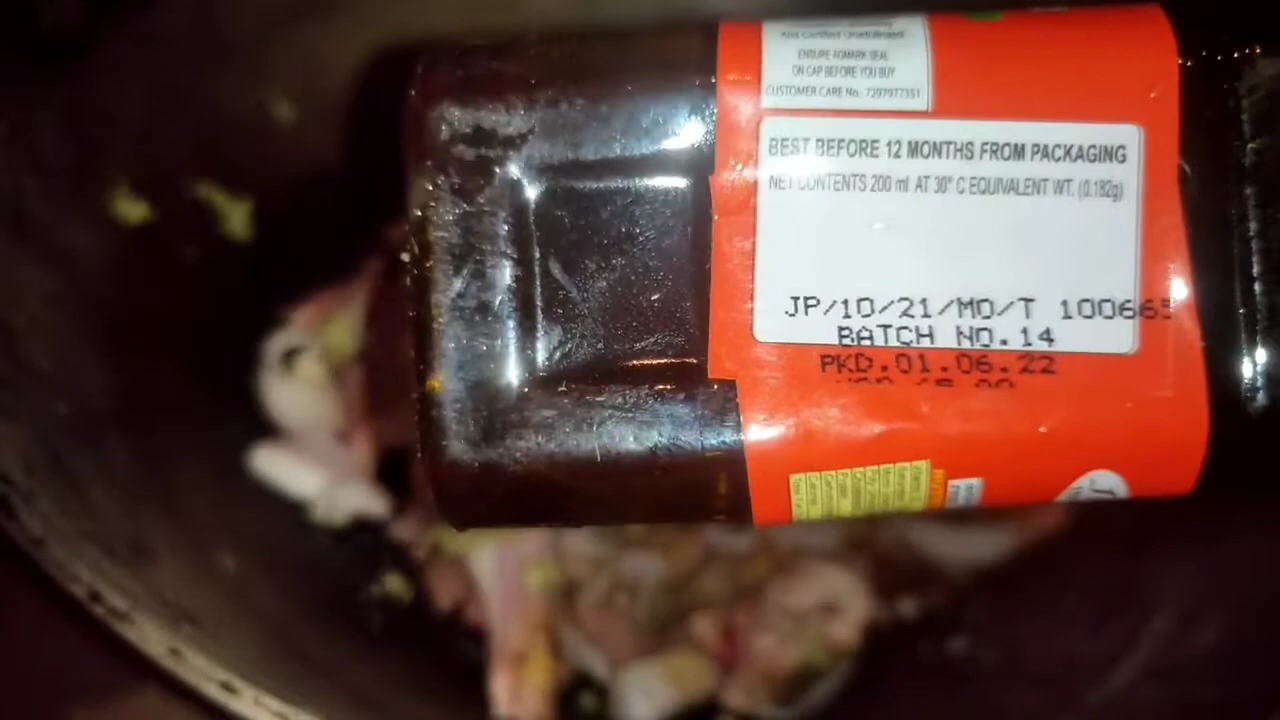 ENSURE AGMARK SEAL
ON CAP BEFORE YOU BUY
CUSTOMER CARE No.: 7297977351
BEST BEFORE 12 MONTHS FROM PACKAGING
NET CONTENTS 200 ml AT 30° C EQUIVALENT WT. (0.182g)
JP/10/21/MO/T 100665
BATCH NO.14
PKD.01.06.22